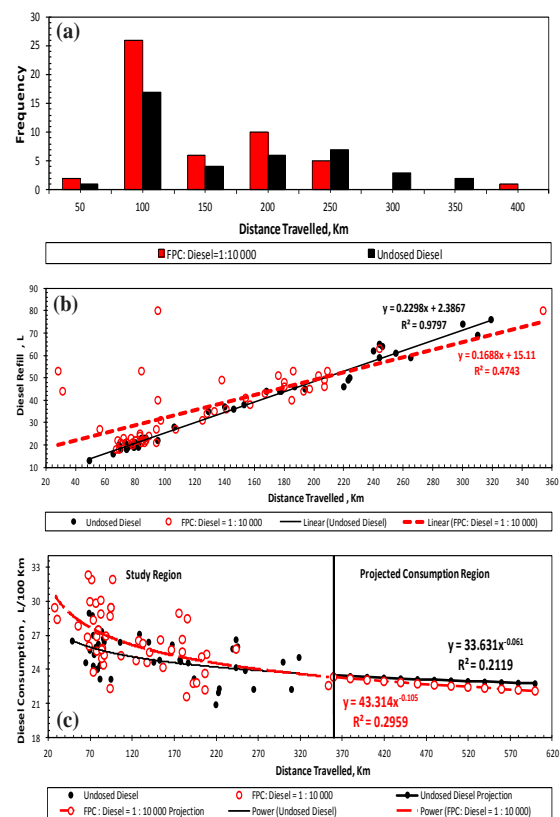 (a)
Frequency
30
25
20
15
10
5
0
50 100 150 200 250 300 350 400
Distance Travelled, Km
FPC: Diesel=1:10 000 Undosed Diesel
(b)
Diesel Refill , L
90
80
70
60
50
40
30
20
10
y = 0.2298x + 2.3867
R² = 0.9797
y = 0.1688x + 15.11
R² = 0.4743
20 40 60 80 100 120 140 160 180 200 220 240 260 280 300 320 340 360
Distance Travelled , Km
Undosed Diesel FPC: Diesel = 1 : 10 000 Linear (Undosed Diesel) Linear (FPC: Diesel = 1 : 10 000)
(c)
Diesel Consumption , L/100 Km
33
30
27
24
21
18
Study Region
Projected Consumption Region
y = 33.631x-0.061
R² = 0.2119
y = 43.314x-0.105
R² = 0.2959
20 70 120 170 220 270 320 370 420 470 520 570 620
Distance Travelled, Km
Undosed Diesel FPC: Diesel = 1 : 10 000 Undosed Diesel Projection
FPC: Diesel = 1 : 10 000 Projection Power (Undosed Diesel) Power (FPC: Diesel = 1 : 10 000)